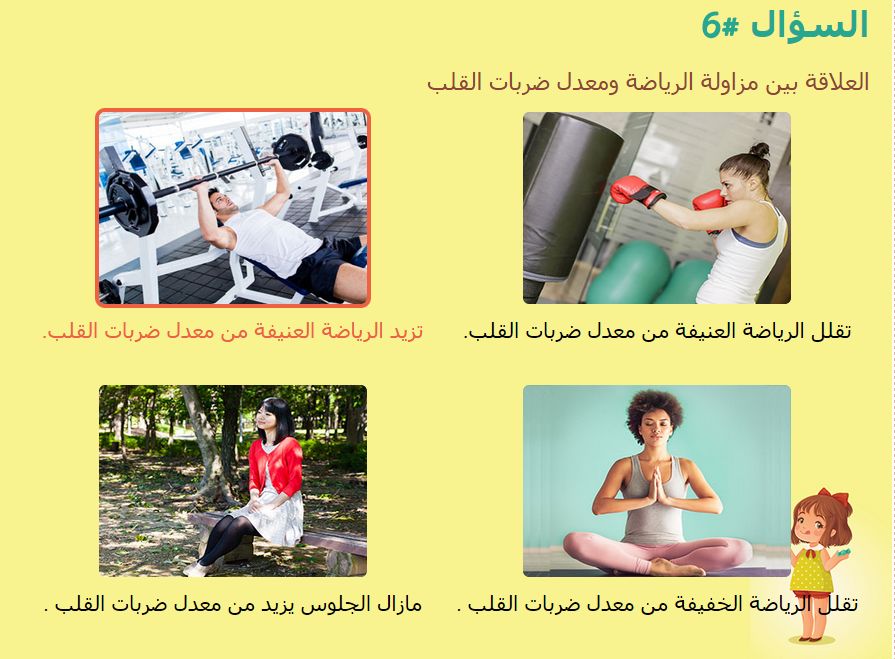 السؤال #6
العلاقة بين مزاولة الرياضة ومعدل ضربات القلب
تقلل الرياضة العنيفة من معدل ضربات القلب.
تزيد الرياضة العنيفة من معدل ضربات القلب.
تقلل الرياضة الخفيفة من معدل ضربات القلب .
مازال الجلوس يزيد من معدل ضربات القلب .